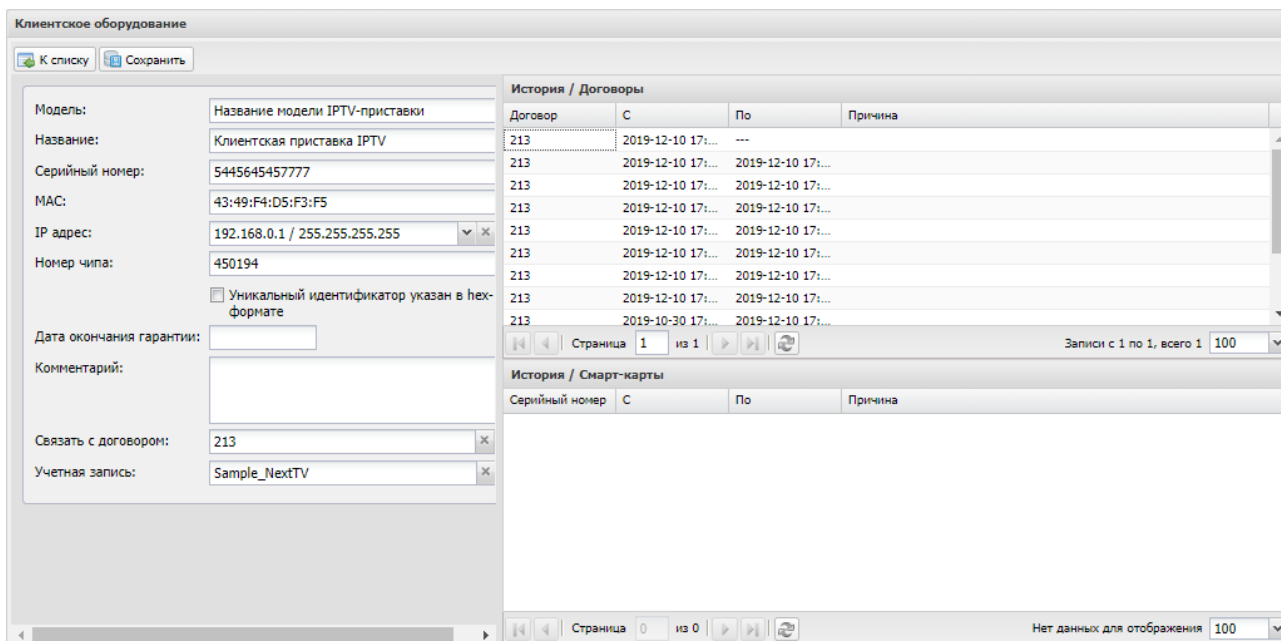 Клиентское оборудование
К списку Сохранить
Модель: Название модели IPTV-приставки
Название: Клиентская приставка IPTV
Серийный номер: 5445645457777
MAC: 43:49:F4:D5:F3:F5
IP адрес: 192.168.0.1 / 255.255.255.255
Номер чипа: 450194
Уникальный идентификатор указан в hex-
формате
Дата окончания гарантии:
Комментарий:
Связать с договором: 213
Учетная запись: Sample_NextTV
История / Договоры
Договор С По Причина
213 2019-12-10 17:... ---
213 2019-12-10 17:... 2019-12-10 17:...
213 2019-12-10 17:... 2019-12-10 17:...
213 2019-12-10 17:... 2019-12-10 17:...
213 2019-12-10 17:... 2019-12-10 17:...
213 2019-12-10 17:... 2019-12-10 17:...
213 2019-12-10 17:... 2019-12-10 17:...
213 2019-12-10 17:... 2019-12-10 17:...
213 2019-10-30 17:... 2019-12-10 17:...
Страница 1 из 1 Записи с 1 по 1, всего 1 100
История / Смарт-карты
Серийный номер С По Причина
Страница 0 из 0 Нет данных для отображения 100